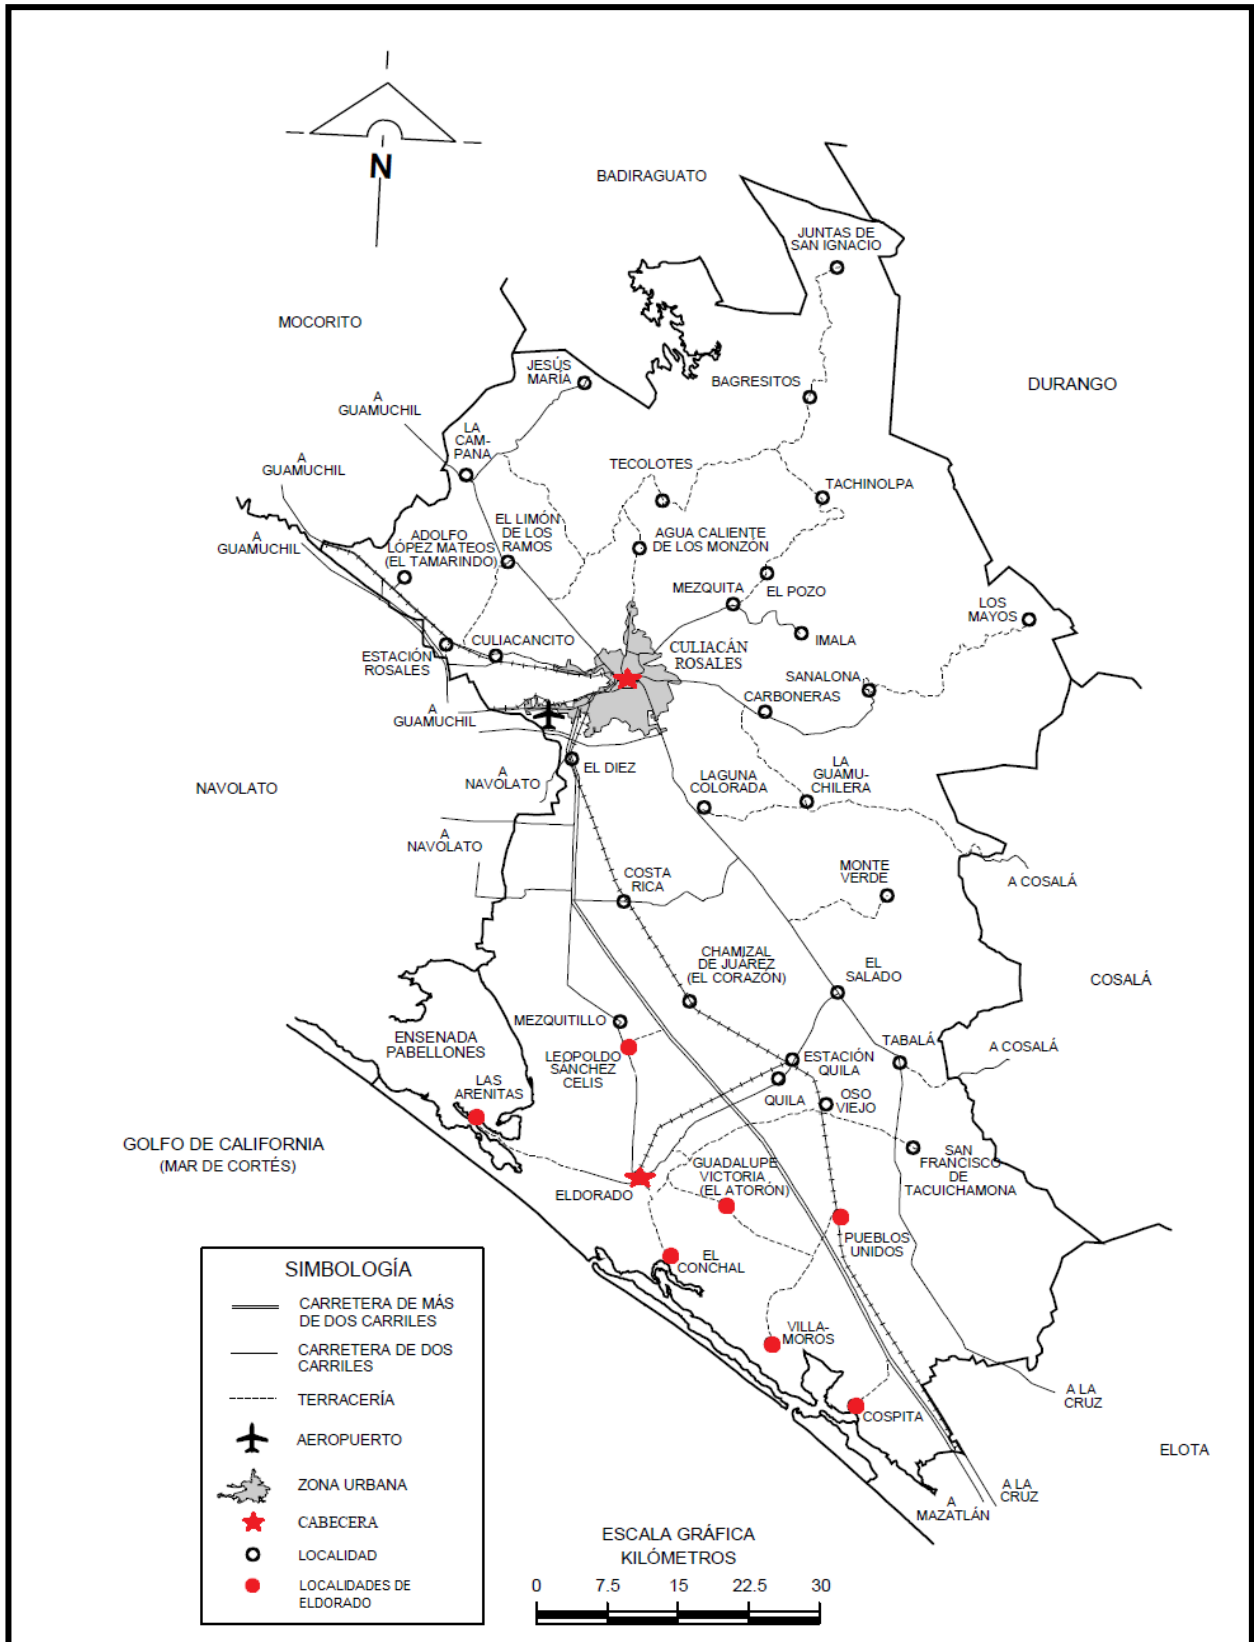 N
BADIRAGUATO
JUNTAS DE
SAN IGNACIO
MOCORITO
JESÚS
MARÍA
BAGRESITOS
DURANGO
A
GUAMUCHIL
LA
CAM-
PANA
A
GUAMUCHIL
TECOLOTES
TACHINOLPA
A
GUAMUCHIL
ADOLFO
LÓPEZ MATEOS
(EL TAMARINDO)
EL LIMÓN
DE LOS
RAMOS
AGUA CALIENTE
DE LOS MONZÓN
MEZQUITA
EL POZO
LOS
MAYOS
IMALA
CULIACANCITO
ESTACIÓN
ROSALES
CULIACÁN
ROSALES
SANALONA
CARBONERAS
A
GUAMUCHIL
EL DIEZ
A
NAVOLATO
NAVOLATO
LAGUNA
COLORADA
LA
GUAMU-
CHILERA
A
NAVOLATO
COSTA
RICA
MONTE
VERDE
A COSALÁ
CHAMIZAL
DE JUÁREZ
(EL CORAZÓN)
EL
SALADO
COSALÁ
MEZQUITILLO
ENSENADA
PABELLONES
LEOPOLDO
SÁNCHEZ
CELIS
TABALÁ
A COSALÁ
ESTACIÓN
QUILA
LAS
ARENITAS
QUILA
OSO
VIEJO
GOLFO DE CALIFORNIA
(MAR DE CORTÉS)
SAN
FRANCISCO
DE
TACUICHAMONA
GUADALUPE
VICTORIA
(EL ATORÓN)
ELDORADO
PUEBLOS
UNIDOS
EL
CONCHAL
VILLA-
MOROS
COSPITA
A LA
CRUZ
ELOTA
A LA
CRUZ
A
MAZATLÁN
SIMBOLOGÍA
CARRETERA DE MÁS
DE DOS CARRILES
CARRETERA DE DOS
CARRILES
TERRACERÍA
AEROPUERTO
ZONA URBANA
CABECERA
LOCALIDAD
LOCALIDADES DE
ELDORADO
ESCALA GRÁFICA
KILÓMETROS
0 7.5 15 22.5 30